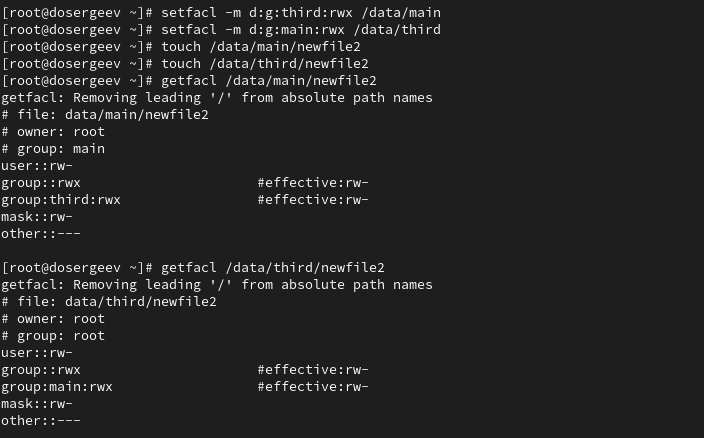 [root@dosergeev ~]# setfacl -m d:g:third:rwx /data/main
[root@dosergeev ~]# setfacl -m d:g:main:rwx /data/third
[root@dosergeev ~]# touch /data/main/newfile2
[root@dosergeev ~]# touch /data/third/newfile2
[root@dosergeev ~]# getfacl /data/main/newfile2
getfacl: Removing leading '/' from absolute path names
# file: data/main/newfile2
# owner: root
# group: main
user::rw-
group::rwx                      #effective:rw-
group:third:rwx                 #effective:rw-
mask::rw-
other::---

[root@dosergeev ~]# getfacl /data/third/newfile2
getfacl: Removing leading '/' from absolute path names
# file: data/third/newfile2
# owner: root
# group: root
user::rw-
group::rwx                      #effective:rw-
group:main:rwx                  #effective:rw-
mask::rw-
other::---